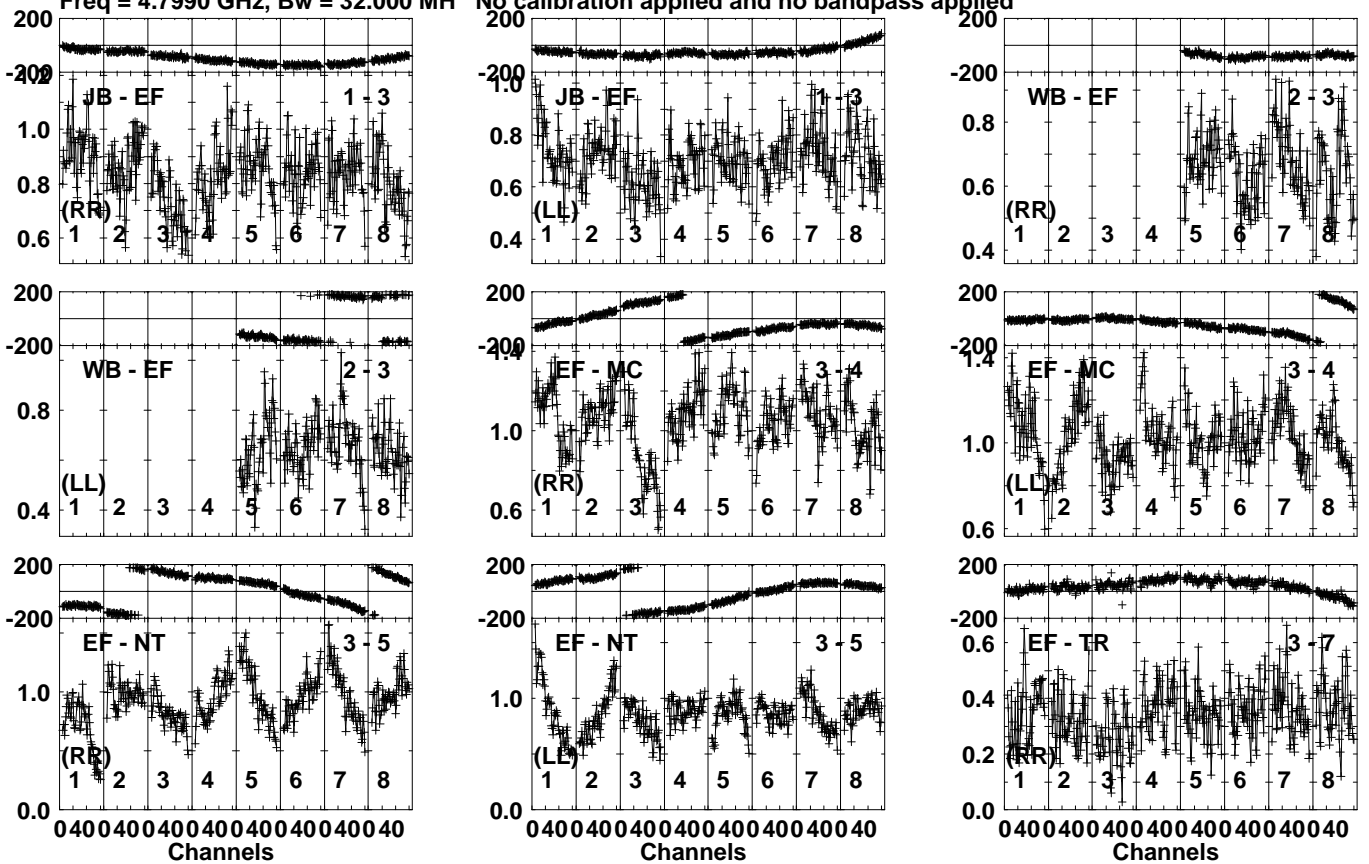 Freq = 4.7990 GHz, Bw = 32.000 MH No calibration applied and no bandpass applied
200
-200
1.2
1.0
0.8
0.6
JB - EF 1 - 3
(RR)
1 2 3 4 5 6 7 8
200
-200
1.0
0.8
0.6
0.4
JB - EF 1 - 3
(LL)
1 2 3 4 5 6 7 8
200
-200
0.8
0.6
0.4
WB - EF 2 - 3
(RR)
1 2 3 4 5 6 7 8
200
-200
0.8
0.4
WB - EF 2 - 3
(LL)
1 2 3 4 5 6 7 8
200
-200
1.4
1.0
0.6
EF - MC 3 - 4
(RR)
1 2 3 4 5 6 7 8
200
-200
1.4
1.0
0.6
EF - MC 3 - 4
(LL)
1 2 3 4 5 6 7 8
200
-200
1.0
0.0
EF - NT 3 - 5
(RR)
1 2 3 4 5 6 7 8
200
-200
1.0
0.0
EF - NT 3 - 5
(LL)
1 2 3 4 5 6 7 8
200
-200
0.6
0.4
0.2
0.0
EF - TR 3 - 7
(RR)
1 2 3 4 5 6 7 8
0 40 0 40 0 40 0 40 0 40 0 40 0 40 0 40
Channels
0 40 0 40 0 40 0 40 0 40 0 40 0 40 0 40
Channels
0 40 0 40 0 40 0 40 0 40 0 40 0 40 0 40
Channels